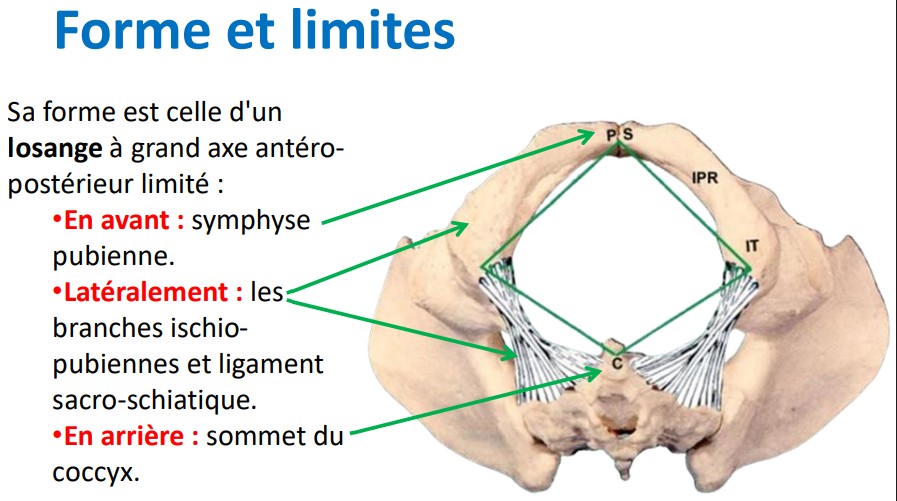 Forme et limites
Sa forme est celle d'un
losange à grand axe antéro-
postérieur limité :
•En avant : symphyse
pubienne.
•Latéralement : les
branches ischio-
pubiennes et ligament
sacro-schiatique.
•En arrière : sommet du
coccyx.
P S
IPR
IT
C